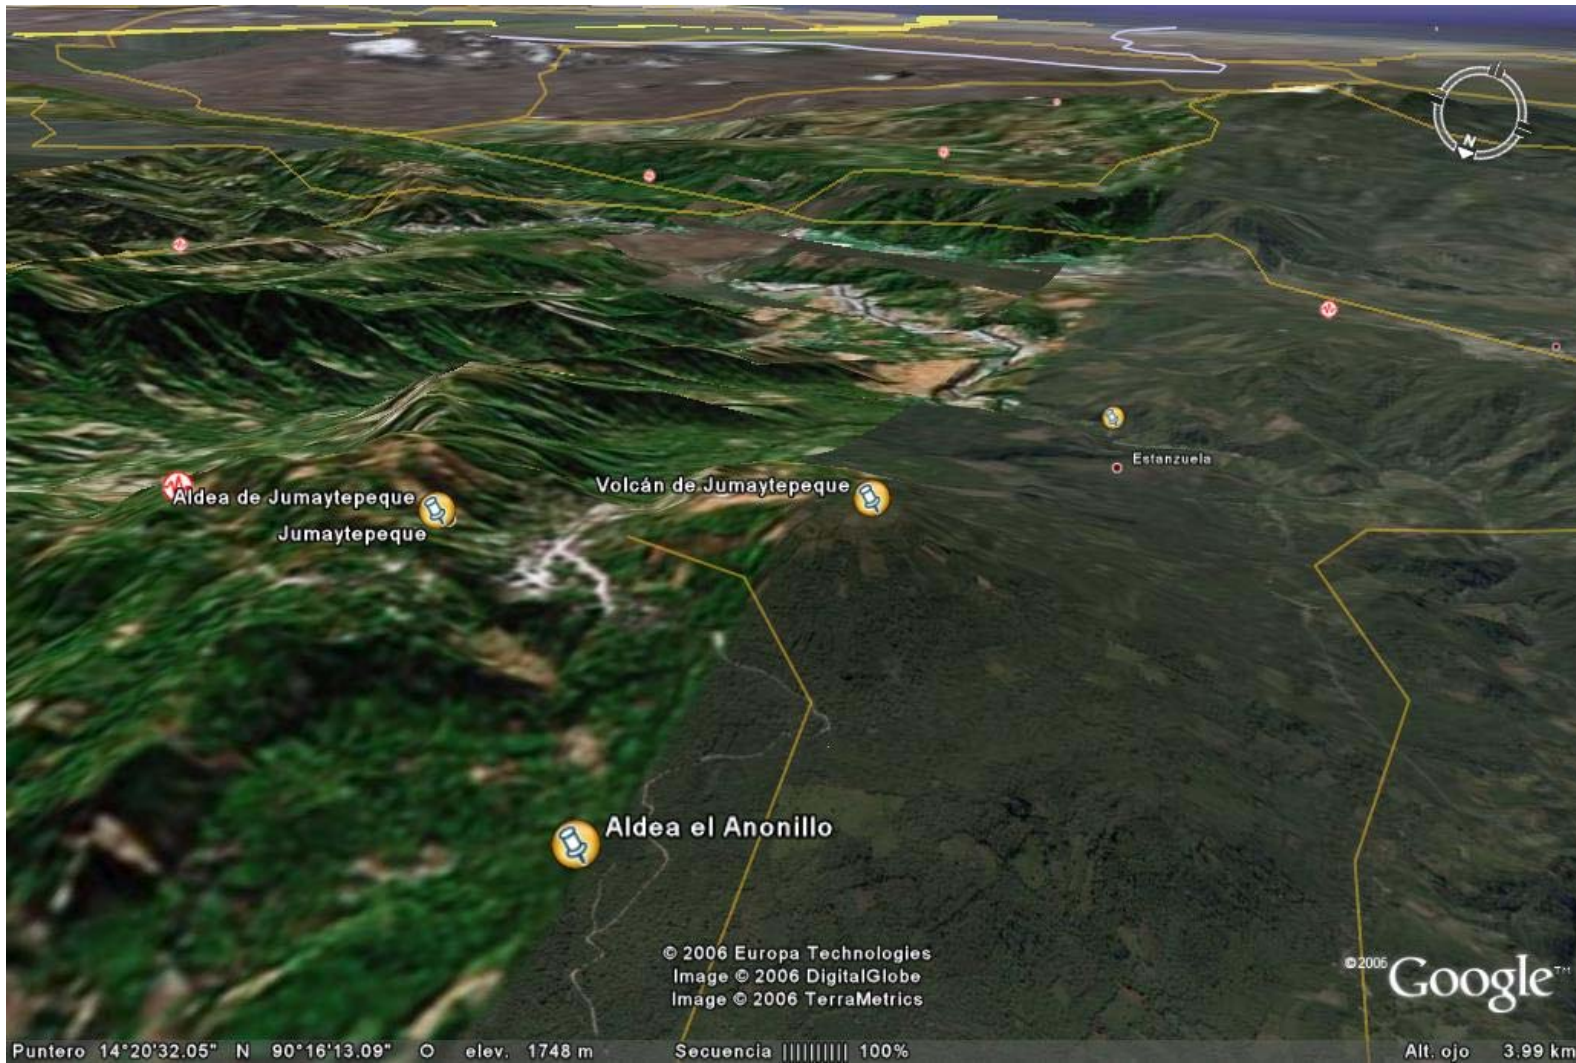 N
Estanzuela
Volcán de Jumaytepeque
Aldea de Jumaytepeque
Jumaytepeque
Aldea el Anonillo
© 2006 Europa Technologies
Image © 2006 DigitalGlobe
Image © 2006 TerraMetrics
©2006 Google™
Puntero 14°20'32.05" N 90°16'13.09" O elev. 1748 m Secuencia |||||||||| 100% Alt. ojo 3.99 km